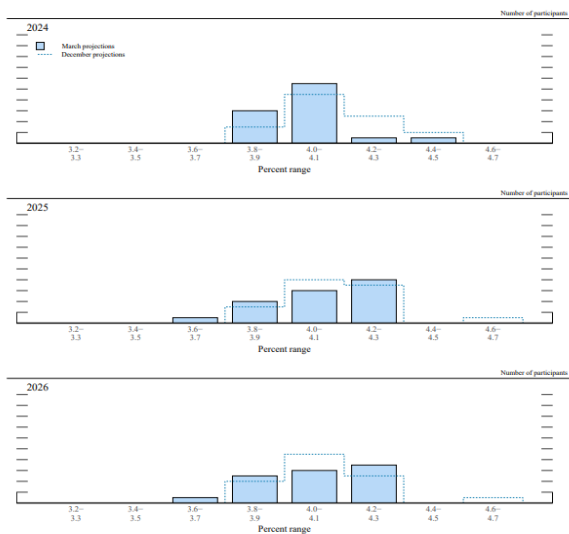 Number of participants
2024
March projections
December projections
3.2– 3.4– 3.6– 3.8– 4.0– 4.2– 4.4– 4.6–
3.3 3.5 3.7 3.9 4.1 4.3 4.5 4.7
Percent range
Number of participants
2025
3.2– 3.4– 3.6– 3.8– 4.0– 4.2– 4.4– 4.6–
3.3 3.5 3.7 3.9 4.1 4.3 4.5 4.7
Percent range
Number of participants
2026
3.2– 3.4– 3.6– 3.8– 4.0– 4.2– 4.4– 4.6–
3.3 3.5 3.7 3.9 4.1 4.3 4.5 4.7
Percent range